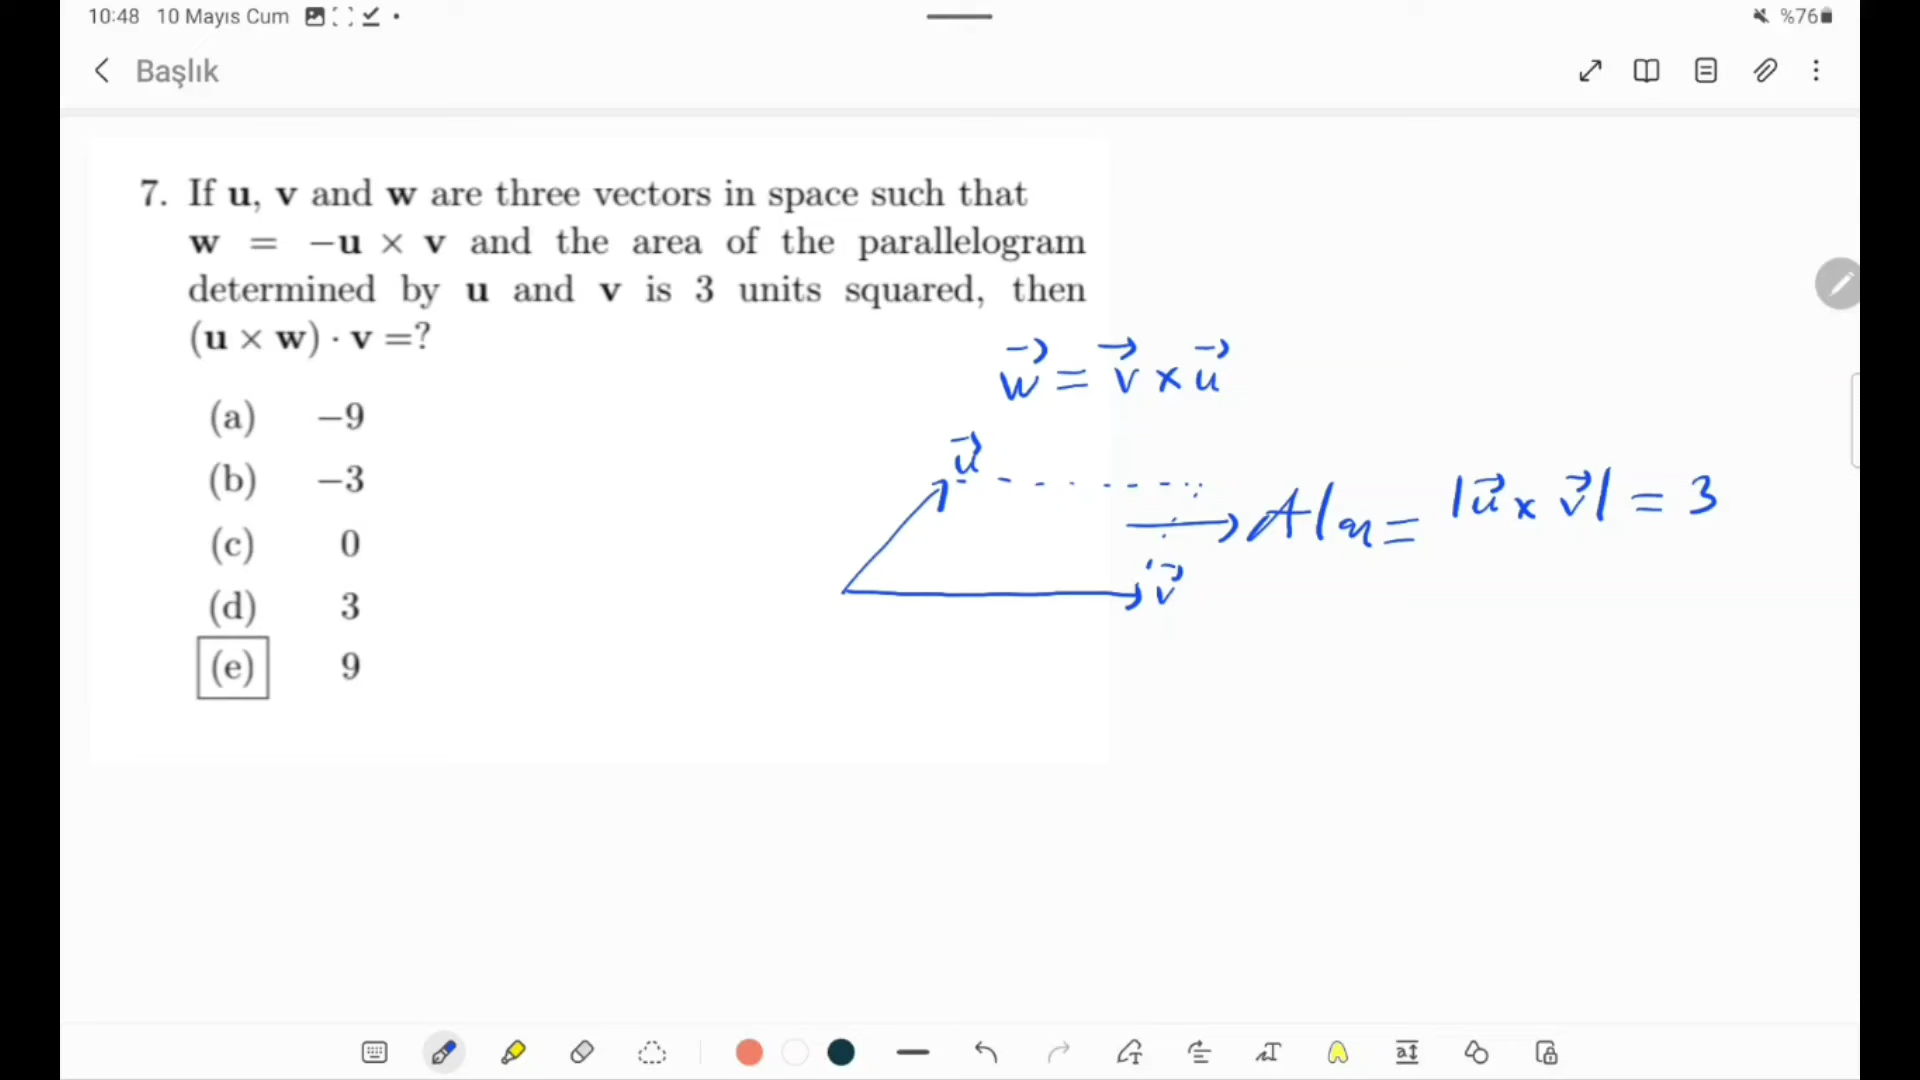 10:48 10 Mayıs Cum
%76
Başlık
7. If u, v and w are three vectors in space such that
w = −u × v and the area of the parallelogram
determined by u and v is 3 units squared, then
(u × w) · v =?
(a) −9
(b) −3
(c) 0
(d) 3
(e) 9
w = v × u
u
v
Alan = |u × v| = 3